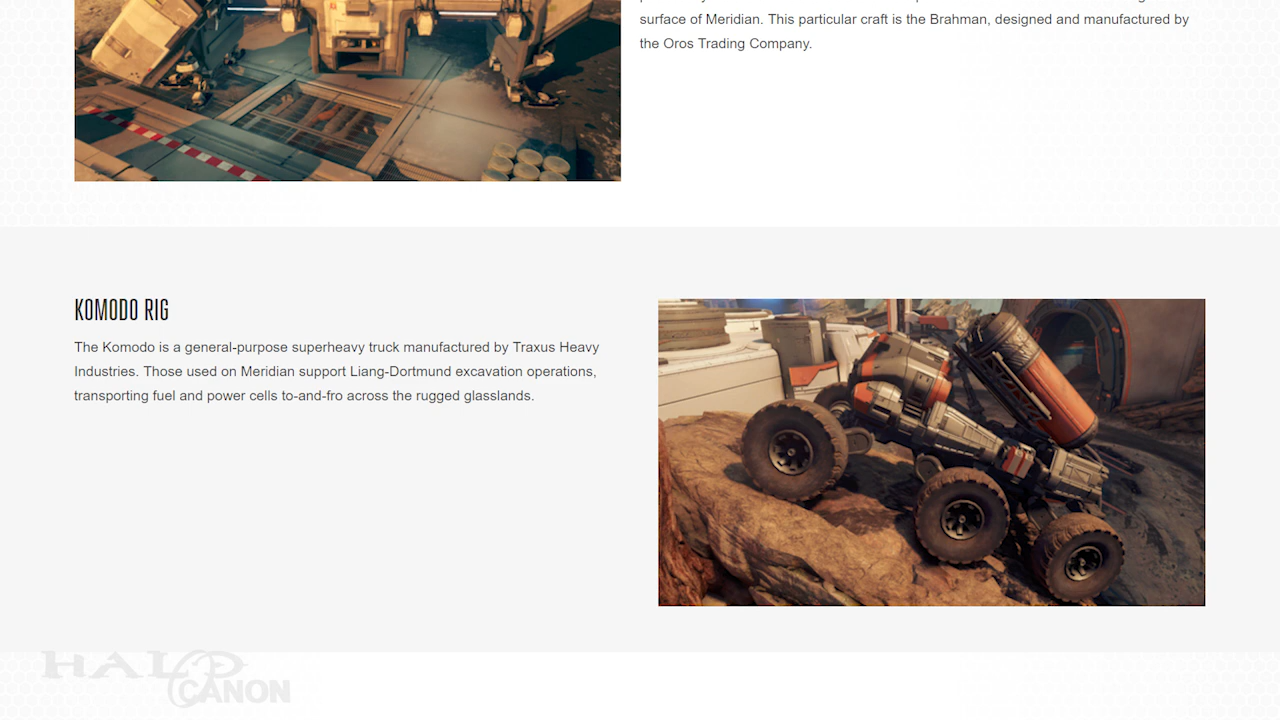 surface of Meridian. This particular craft is the Brahman, designed and manufactured by
the Oros Trading Company.
KOMODO RIG
The Komodo is a general-purpose superheavy truck manufactured by Traxus Heavy
Industries. Those used on Meridian support Liang-Dortmund excavation operations,
transporting fuel and power cells to-and-fro across the rugged glasslands.
HALO
CANON